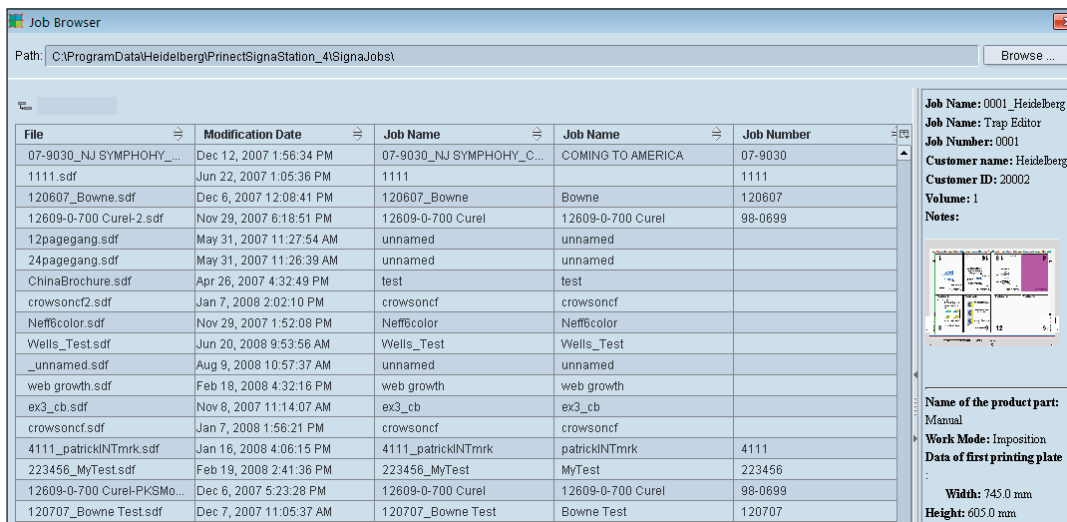 Job Browser
Path: C:\ProgramData\Heidelberg\PrinectSignaStation_4\SignaJobs\ Browse ...
File Modification Date Job Name Job Name Job Number
07-9030_NJ SYMPHOHY_... Dec 12, 2007 1:56:34 PM 07-9030_NJ SYMPHOHY_C... COMING TO AMERICA 07-9030
1111.sdf Jun 22, 2007 1:05:36 PM 1111 1111
120607_Bowne.sdf Dec 6, 2007 12:08:41 PM 120607_Bowne Bowne 120607
12609-0-700 Curel-2.sdf Nov 29, 2007 6:18:51 PM 12609-0-700 Curel 12609-0-700 Curel 98-0699
12pagegang.sdf May 31, 2007 11:27:54 AM unnamed unnamed
24pagegang.sdf May 31, 2007 11:26:39 AM unnamed unnamed
ChinaBrochure.sdf Apr 26, 2007 4:32:49 PM test test
crowsoncf2.sdf Jan 7, 2008 2:02:10 PM crowsoncf crowsoncf
Neff6color.sdf Nov 29, 2007 1:52:08 PM Neff6color Neff6color
Wells_Test.sdf Jun 20, 2008 9:53:56 AM Wells_Test Wells_Test
_unnamed.sdf Aug 9, 2008 10:57:37 AM unnamed unnamed
web growth.sdf Feb 18, 2008 4:32:16 PM web growth web growth
ex3_cb.sdf Nov 8, 2007 11:14:07 AM ex3_cb ex3_cb
crowsoncf.sdf Jan 7, 2008 1:56:21 PM crowsoncf crowsoncf
4111_patrickINTmrk.sdf Jan 16, 2008 4:06:15 PM 4111_patrickINTmrk patrickINTmrk 4111
223456_MyTest.sdf Feb 19, 2008 2:41:36 PM 223456_MyTest MyTest 223456
12609-0-700 Curel-PKSMo... Dec 6, 2007 5:23:28 PM 12609-0-700 Curel 12609-0-700 Curel 98-0699
120707_Bowne Test.sdf Dec 7, 2007 11:05:37 AM 120707_Bowne Test Bowne Test 120707
Job Name: 0001_Heidelberg
Job Name: Trap Editor
Job Number: 0001
Customer name: Heidelberg
Customer ID: 20002
Volume: 1
Notes:
Name of the product part:
Manual
Work Mode: Imposition
Data of first printing plate
:
Width: 745.0 mm
Height: 605.0 mm